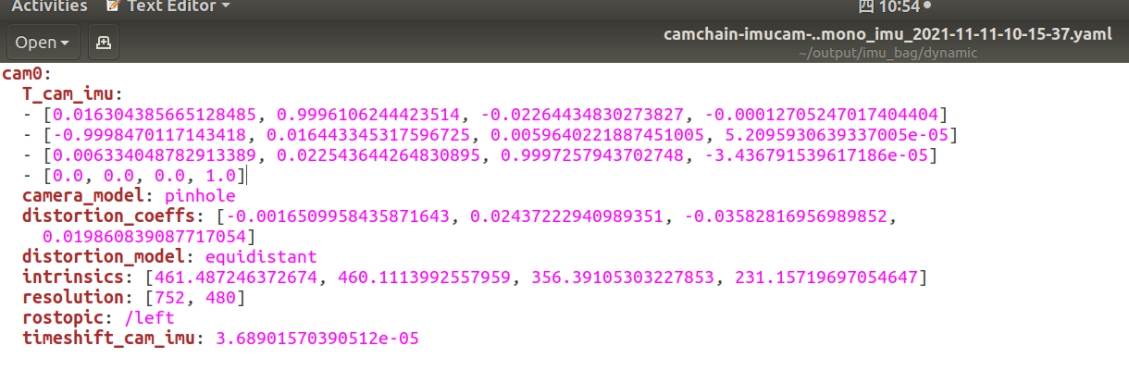 Activities Text Editor 四 10:54
Open camchain-imucam-..mono_imu_2021-11-11-10-15-37.yaml
~/output/imu_bag/dynamic
cam0:
T_cam_imu:
- [0.016304385665128485, 0.9996106244423514, -0.02264434830273827, -0.00012705247017404404]
- [-0.9998470117143418, 0.016443345317596725, 0.0059640221887451005, 5.2095930639337005e-05]
- [0.006334048782913389, 0.022543644264830895, 0.9997257943702748, -3.436791539617186e-05]
- [0.0, 0.0, 0.0, 1.0]
camera_model: pinhole
distortion_coeffs: [-0.0016509958435871643, 0.02437222940989351, -0.03582816956989852,
0.019860839087717054]
distortion_model: equidistant
intrinsics: [461.487246372674, 460.1113992557959, 356.39105303227853, 231.15719697054647]
resolution: [752, 480]
rostopic: /left
timeshift_cam_imu: 3.68901570390512e-05